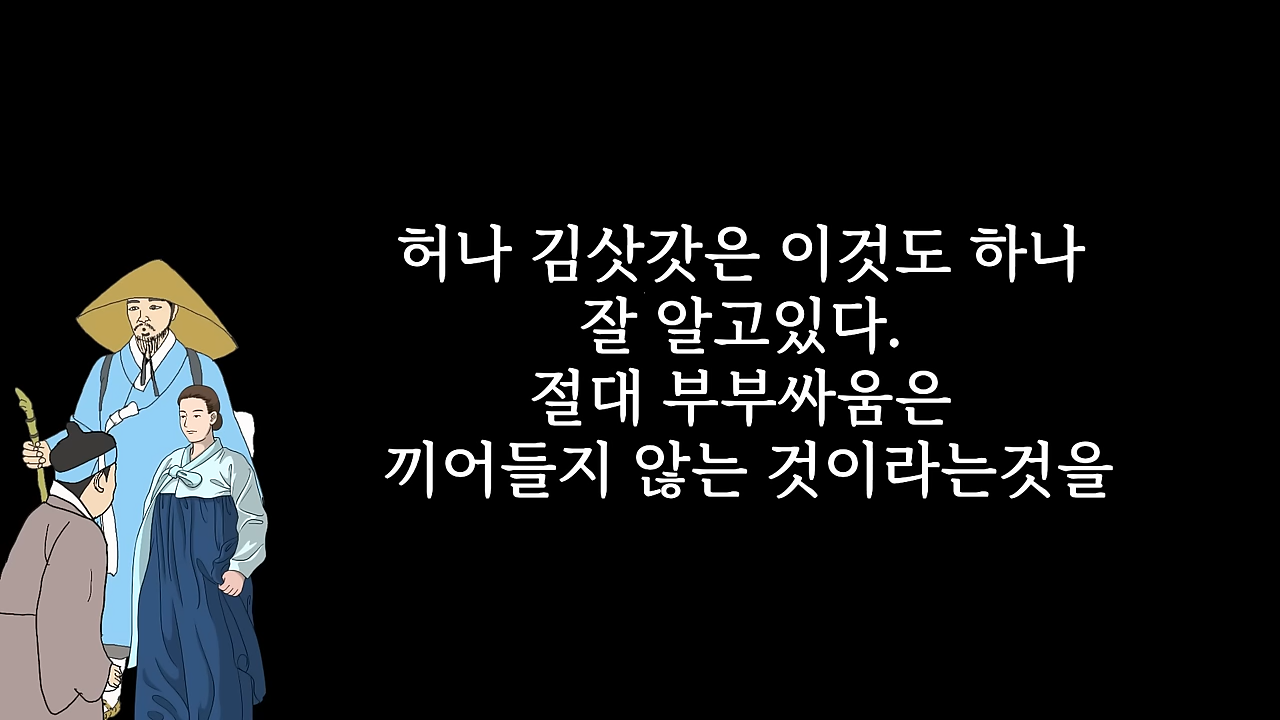 허나 김삿갓은 이것도 하나
잘 알고있다.
절대 부부싸움은
끼어들지 않는 것이라는것을